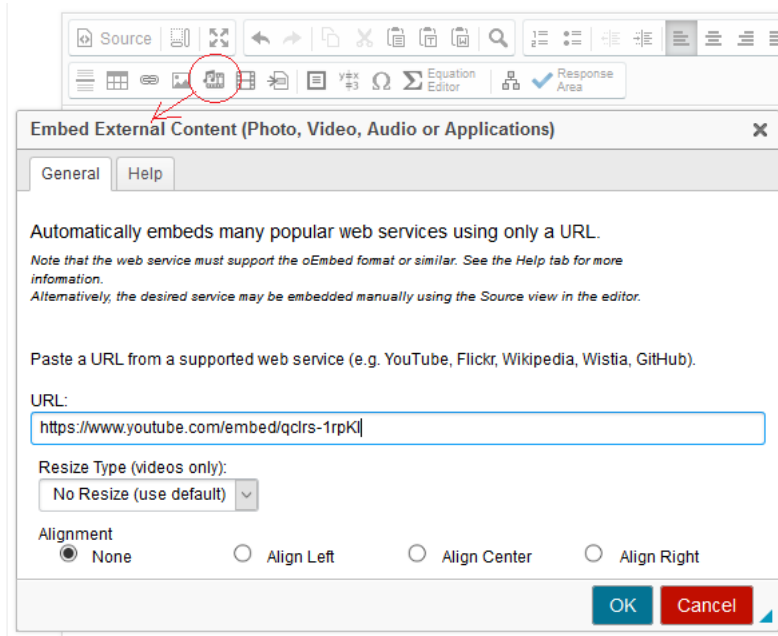 Source
Equation Editor
Response Area
Embed External Content (Photo, Video, Audio or Applications)
General Help
Automatically embeds many popular web services using only a URL.
Note that the web service must support the oEmbed format or similar. See the Help tab for more
information.
Alternatively, the desired service may be embedded manually using the Source view in the editor.
Paste a URL from a supported web service (e.g. YouTube, Flickr, Wikipedia, Wistia, GitHub).
URL:
https://www.youtube.com/embed/qclrs-1rpKI
Resize Type (videos only):
No Resize (use default)
Alignment
None Align Left Align Center Align Right
OK Cancel